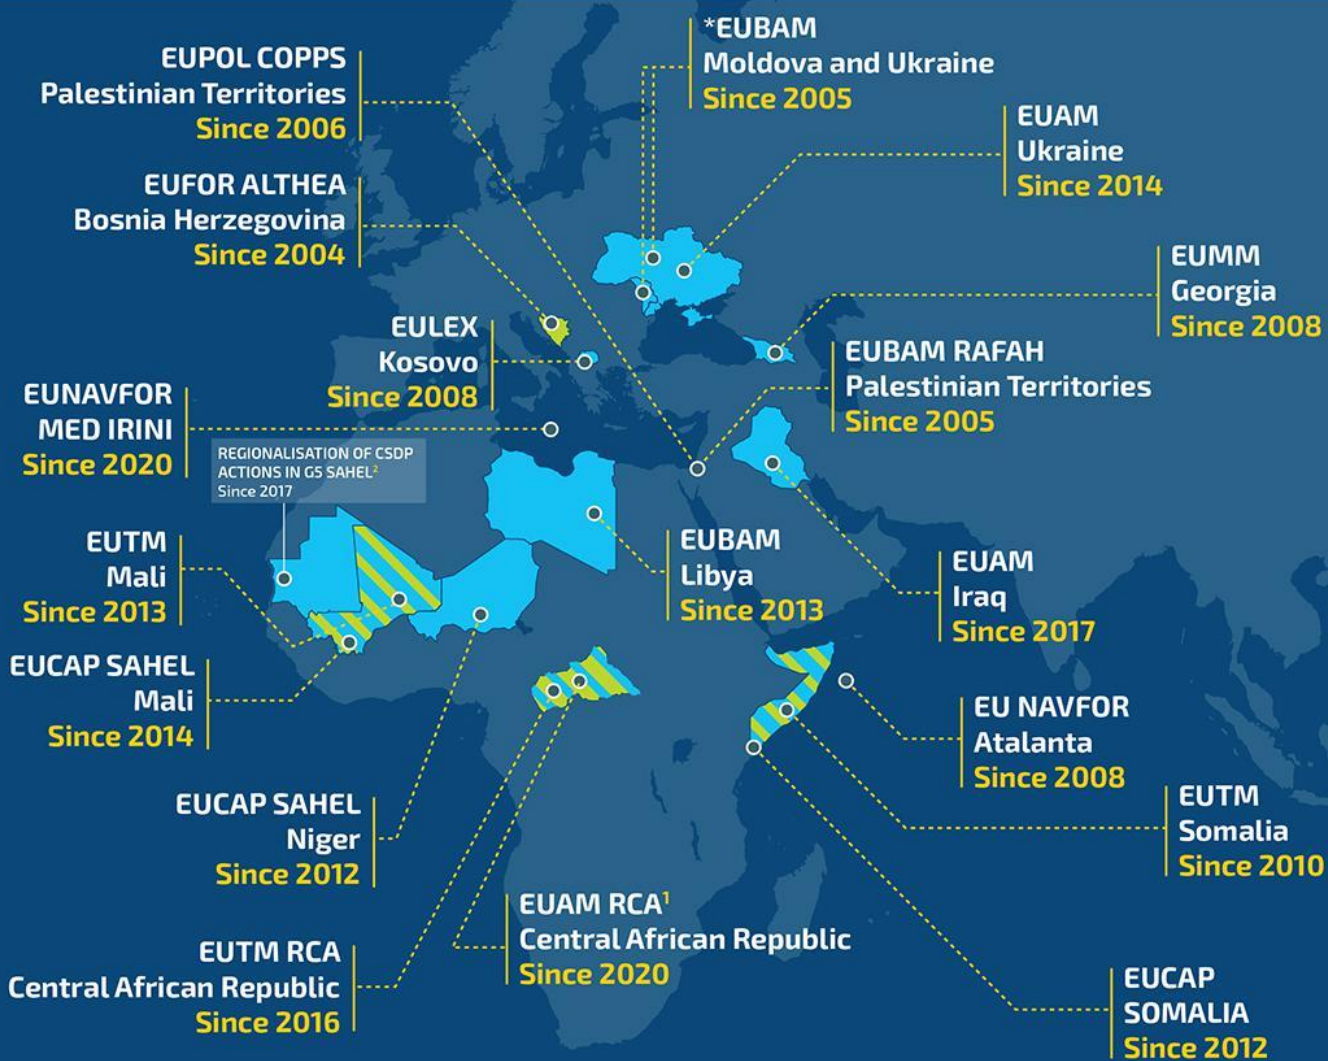 EUPOL COPPS
Palestinian Territories
Since 2006
*EUBAM
Moldova and Ukraine
Since 2005
EUAM
Ukraine
Since 2014
EUFOR ALTHEA
Bosnia Herzegovina
Since 2004
EUMM
Georgia
Since 2008
EULEX
Kosovo
Since 2008
EUBAM RAFAH
Palestinian Territories
Since 2005
EUNAVFOR
MED IRINI
Since 2020
REGIONALISATION OF CSDP
ACTIONS IN G5 SAHEL²
Since 2017
EUTM
Mali
Since 2013
EUBAM
Libya
Since 2013
EUAM
Iraq
Since 2017
EUCAP SAHEL
Mali
Since 2014
EU NAVFOR
Atalanta
Since 2008
EUCAP SAHEL
Niger
Since 2012
EUTM
Somalia
Since 2010
EUAM RCA¹
Central African Republic
Since 2020
EUTM RCA
Central African Republic
Since 2016
EUCAP
SOMALIA
Since 2012